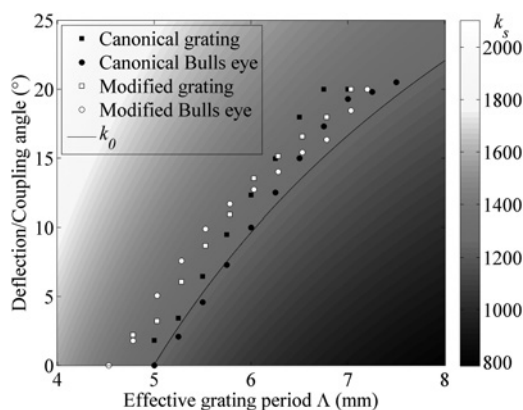 Canonical grating
Canonical Bulls eye
Modified grating
Modified Bulls eye
k₀
kₛ
2000
1800
1600
1400
1200
1000
800
20
15
10
5
0
4
5
6
7
8
Deflection/Coupling angle (°)
Effective grating period Λ (mm)